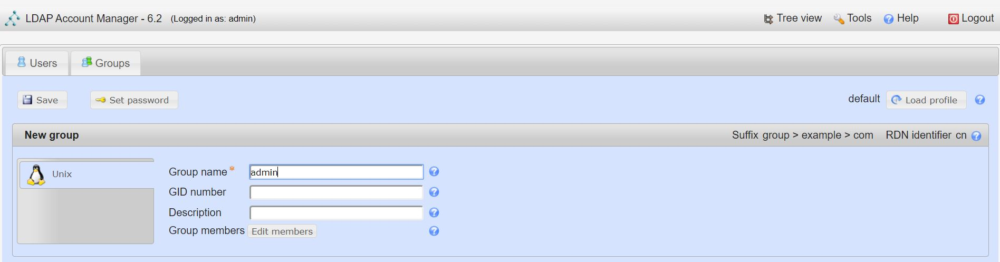 LDAP Account Manager - 6.2 (Logged in as: admin) Tree view Tools Help Logout
Users Groups
Save Set password default Load profile
New group Suffix group > example > com RDN identifier cn
Unix
Group name * admin
GID number
Description
Group members Edit members